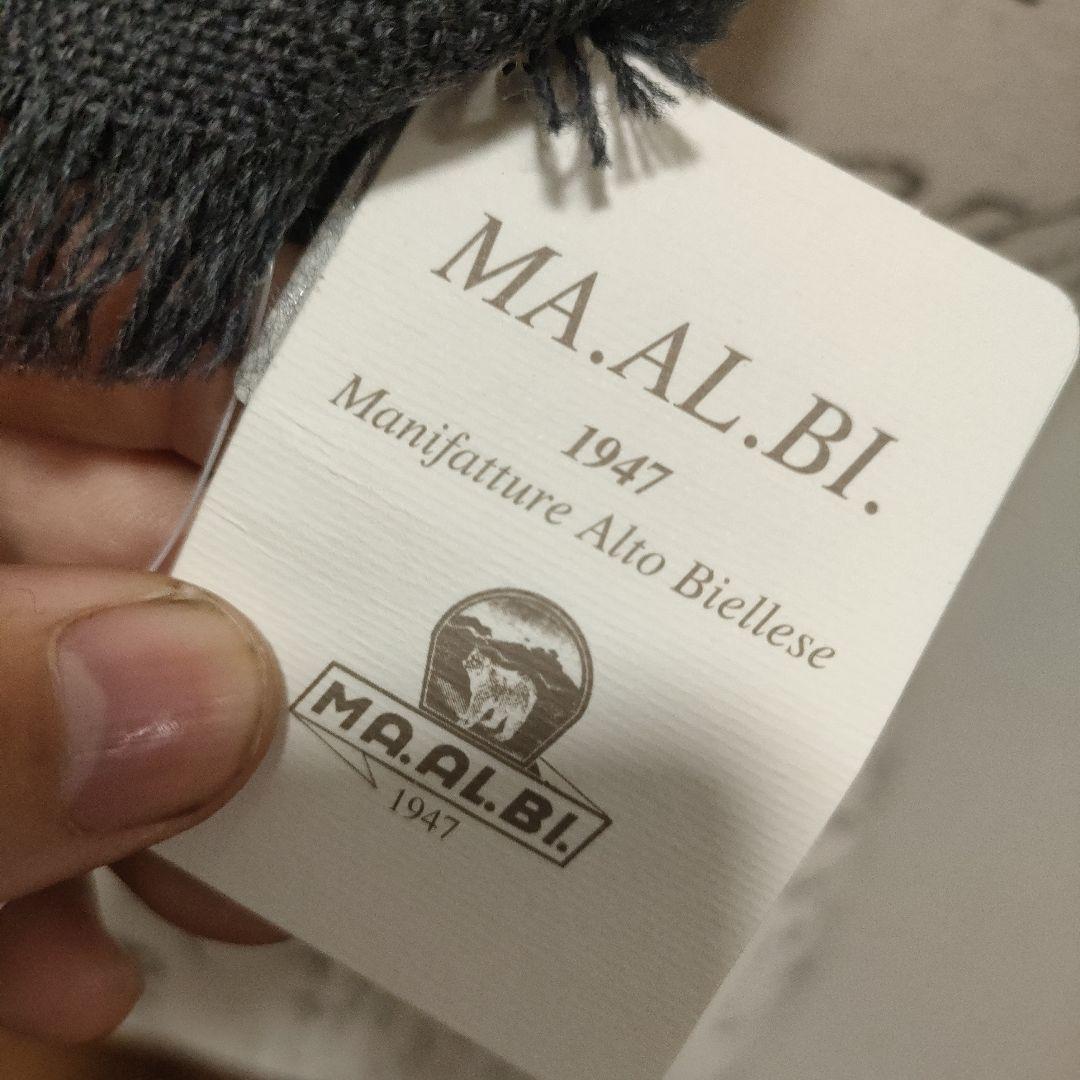 MA.AL.BI.
1947
Manifatture Alto Biellese
MA.AL.BI.
1947